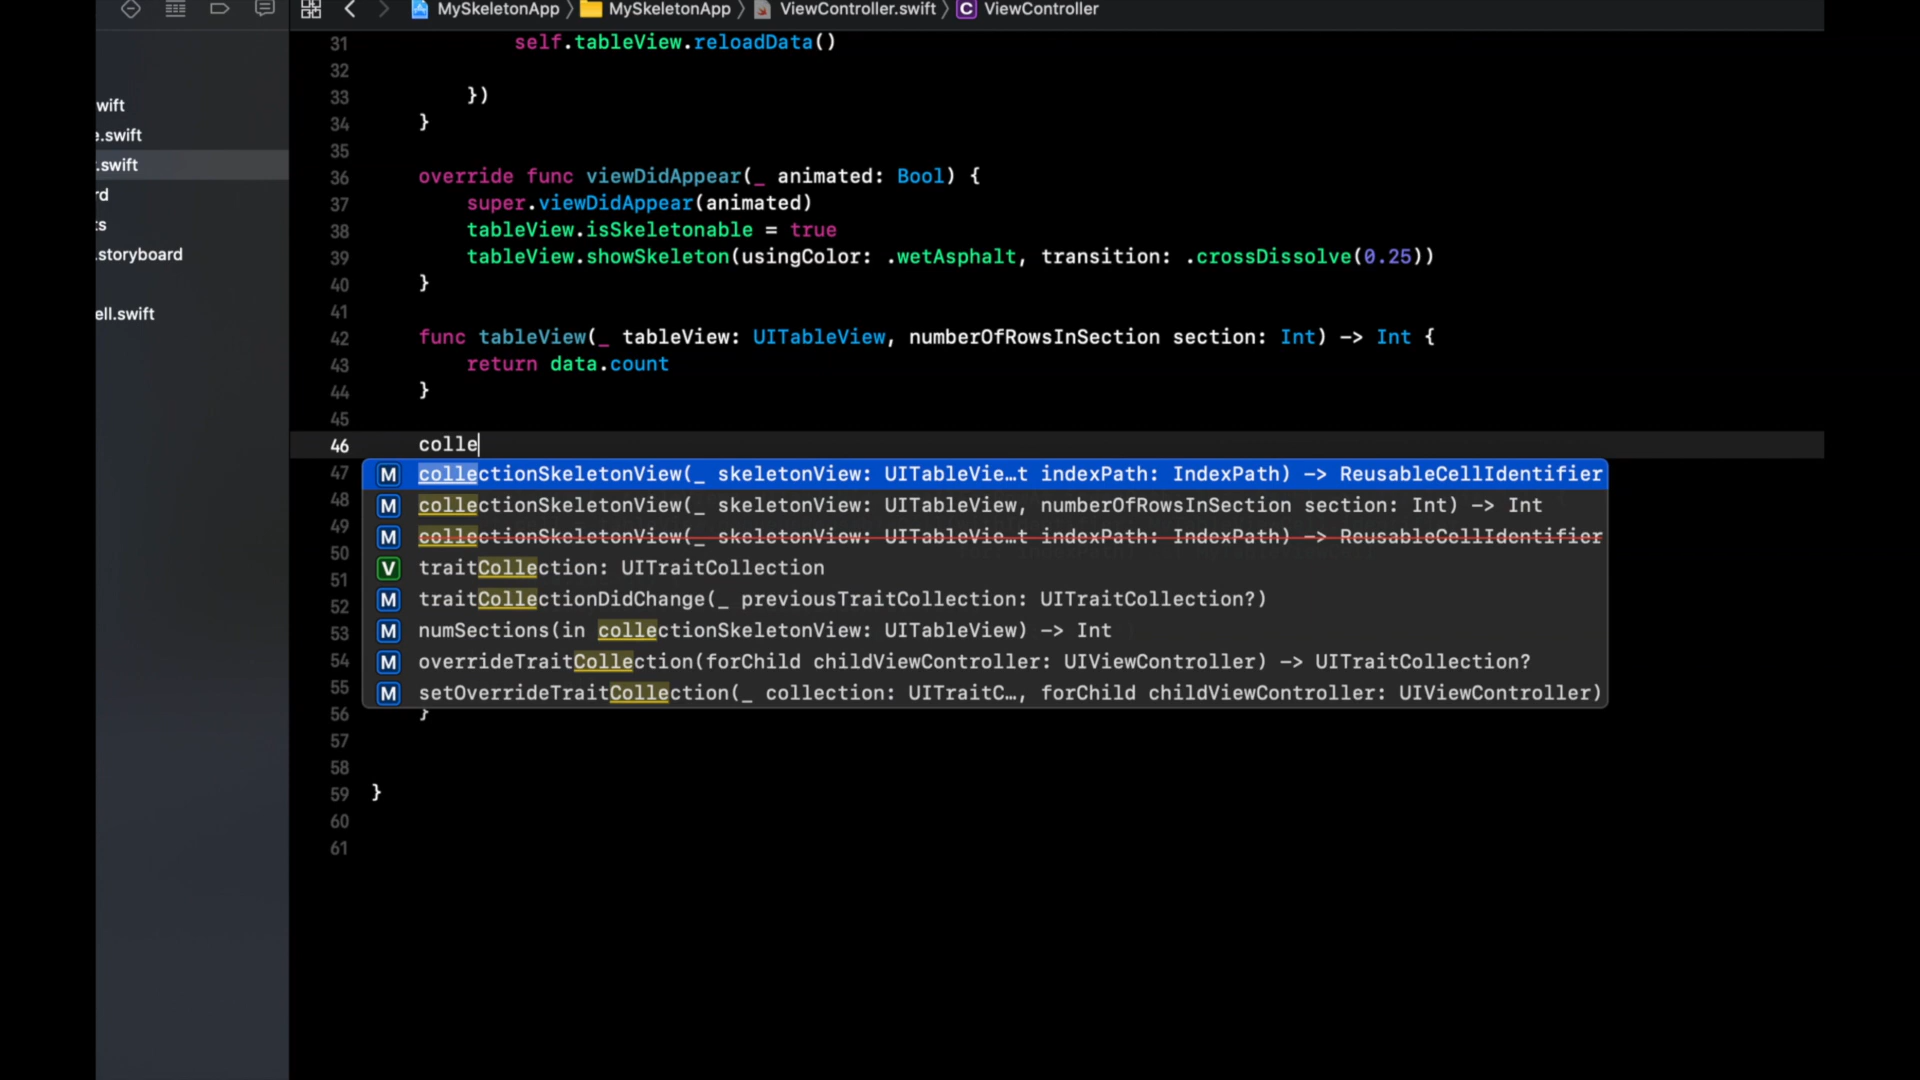 MySkeletonApp 〉 MySkeletonApp 〉 ViewController.swift 〉 C ViewController
wift
e.swift
.swift
rd
ts
.storyboard
ell.swift
31 self.tableView.reloadData()
32
33 })
34 }
35
36 override func viewDidAppear(_ animated: Bool) {
37 super.viewDidAppear(animated)
38 tableView.isSkeletonable = true
39 tableView.showSkeleton(usingColor: .wetAsphalt, transition: .crossDissolve(0.25))
40 }
41
42 func tableView(_ tableView: UITableView, numberOfRowsInSection section: Int) -> Int {
43 return data.count
44 }
45
46 colle
47 M collectionSkeletonView(_ skeletonView: UITableVie…t indexPath: IndexPath) -> ReusableCellIdentifier
48 M collectionSkeletonView(_ skeletonView: UITableView, numberOfRowsInSection section: Int) -> Int
49 M collectionSkeletonView(_ skeletonView: UITableVie…t indexPath: IndexPath) -> ReusableCellIdentifier
50 V traitCollection: UITraitCollection
51 M traitCollectionDidChange(_ previousTraitCollection: UITraitCollection?)
52 M numSections(in collectionSkeletonView: UITableView) -> Int
53
54 M overrideTraitCollection(forChild childViewController: UIViewController) -> UITraitCollection?
55 M setOverrideTraitCollection(_ collection: UITraitC…, forChild childViewController: UIViewController)
56 }
57
58
59 }
60
61